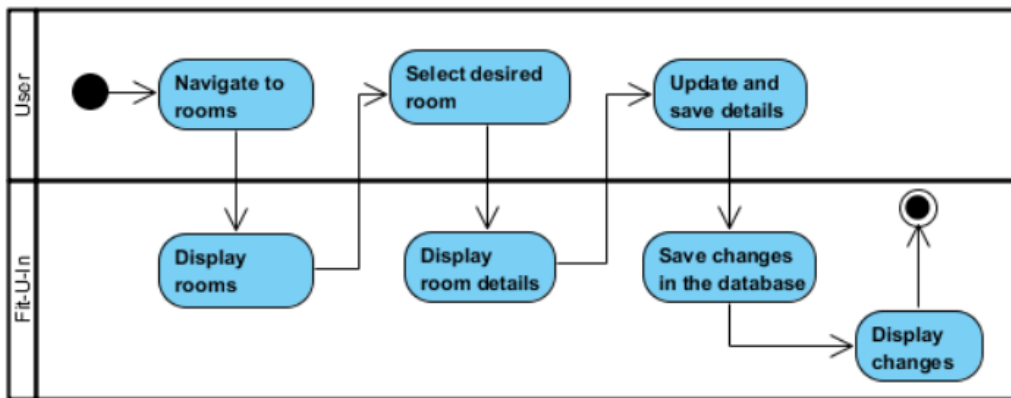 User
Navigate to
rooms
Select desired
room
Update and
save details
Fit-U-In
Display
rooms
Display
room details
Save changes
in the database
Display
changes